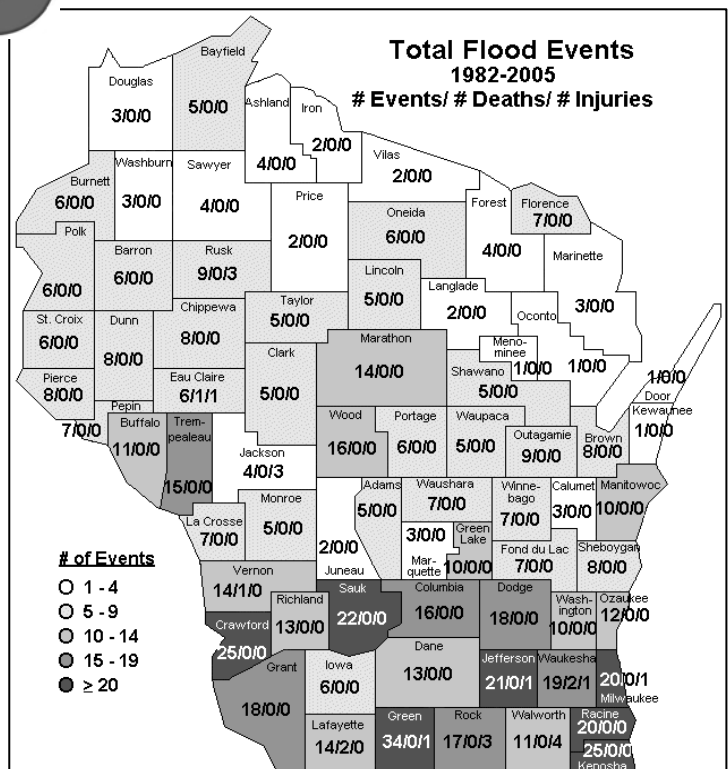 Total Flood Events
1982-2005
# Events/ # Deaths/ # Injuries
Bayfield
5/0/0
Douglas
3/0/0
Ashland
4/0/0
Iron
2/0/0
Vilas
2/0/0
Washburn
3/0/0
Sawyer
4/0/0
Burnett
6/0/0
Price
2/0/0
Oneida
6/0/0
Forest
4/0/0
Florence
7/0/0
Polk
6/0/0
Barron
6/0/0
Rusk
9/0/3
Marinette
3/0/0
Lincoln
5/0/0
Langlade
2/0/0
Taylor
5/0/0
Chippewa
8/0/0
Oconto
1/0/0
St. Croix
6/0/0
Dunn
8/0/0
Marathon
14/0/0
Meno-
minee
1/0/0
Clark
5/0/0
Shawano
5/0/0
Pierce
8/0/0
Eau Claire
6/1/1
1/0/0
Door
Pepin
7/0/0
Buffalo
11/0/0
Trem-
pealeau
15/0/0
Wood
16/0/0
Portage
6/0/0
Waupaca
5/0/0
Outagamie
9/0/0
Brown
8/0/0
Kewaunee
1/0/0
Jackson
4/0/3
Adams
5/0/0
Waushara
7/0/0
Winne-
bago
7/0/0
Calumet
3/0/0
Manitowoc
10/0/0
La Crosse
7/0/0
Monroe
5/0/0
2/0/0
Juneau
3/0/0
Mar-
quette
Green
Lake
10/0/0
Fond du Lac
7/0/0
Sheboygan
8/0/0
# of Events
1 - 4
5 - 9
10 - 14
15 - 19
≥ 20
Vernon
14/1/0
Richland
13/0/0
Sauk
22/0/0
Columbia
16/0/0
Dodge
18/0/0
Wash-
ington
10/0/0
Ozaukee
12/0/0
Crawford
25/0/0
Grant
18/0/0
Iowa
6/0/0
Dane
13/0/0
Jefferson
21/0/1
Waukesha
19/2/1
20/0/1
Milwaukee
Lafayette
14/2/0
Green
34/0/1
Rock
17/0/3
Walworth
11/0/4
Racine
20/0/0
25/0/0
Kenosha